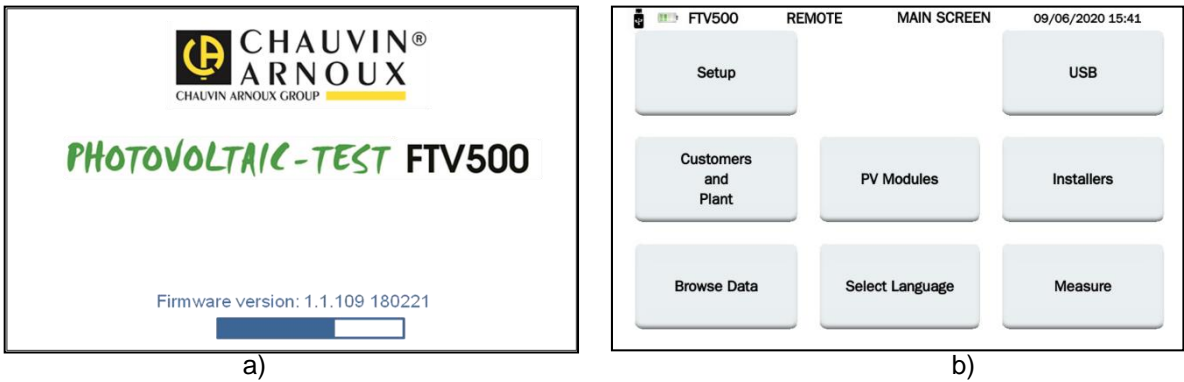 CHAUVIN®
ARNOUX
CHAUVIN ARNOUX GROUP
PHOTOVOLTAIC-TEST FTV500
Firmware version: 1.1.109 180221
a)
FTV500 REMOTE MAIN SCREEN 09/06/2020 15:41
Setup USB
Customers
and
Plant
PV Modules
Installers
Browse Data Select Language Measure
b)